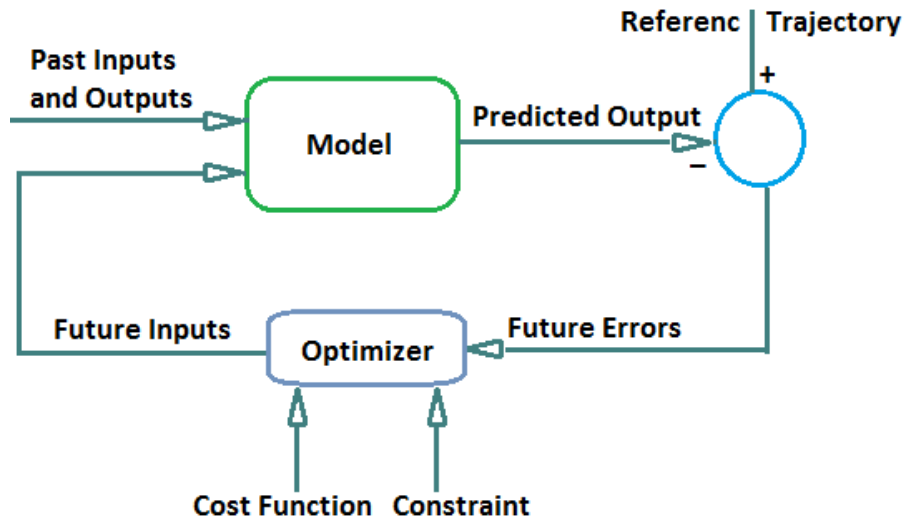 Referenc Trajectory
Past Inputs
and Outputs
+
Model
Predicted Output
–
Future Inputs
Optimizer
Future Errors
Cost Function
Constraint